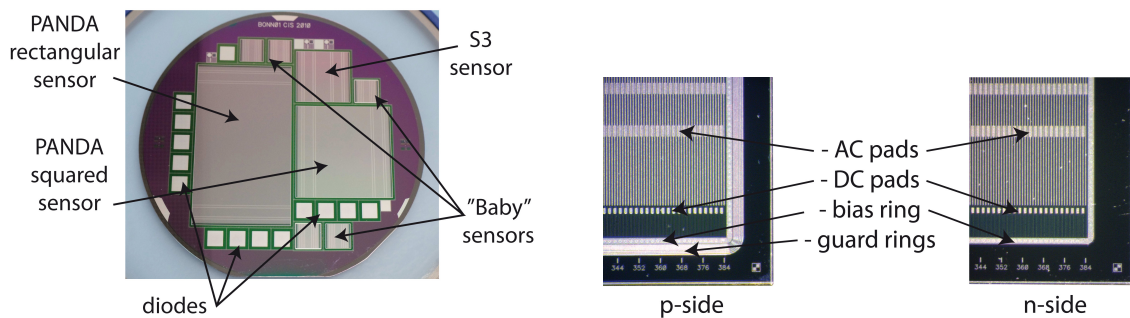 PANDA
rectangular
sensor
BONN01 CIS 2010
S3
sensor
PANDA
squared
sensor
"Baby"
sensors
diodes
- AC pads
- DC pads
- bias ring
- guard rings
344 352 360 368 376 384
p-side
344 352 360 368 376 384
n-side